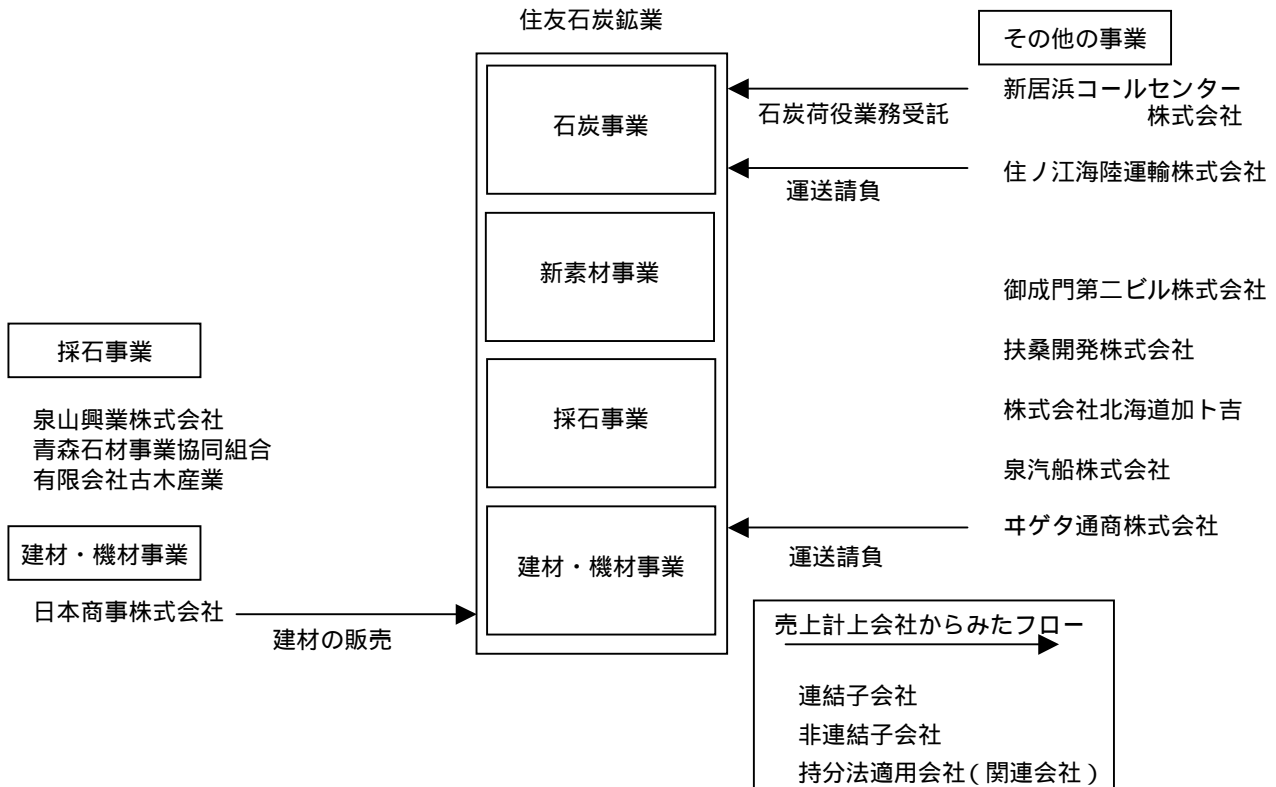 住友石炭鉱業
石炭事業
新素材事業
採石事業
建材・機材事業
採石事業
泉山興業株式会社
青森石材事業協同組合
有限会社古木産業
建材・機材事業
日本商事株式会社
建材の販売
その他の事業
新居浜コールセンター
株式会社
石炭荷役業務受託
住ノ江海陸運輸株式会社
運送請負
御成門第二ビル株式会社
扶桑開発株式会社
株式会社北海道加ト吉
泉汽船株式会社
ヰゲタ通商株式会社
運送請負
売上計上会社からみたフロー
連結子会社
非連結子会社
持分法適用会社(関連会社)